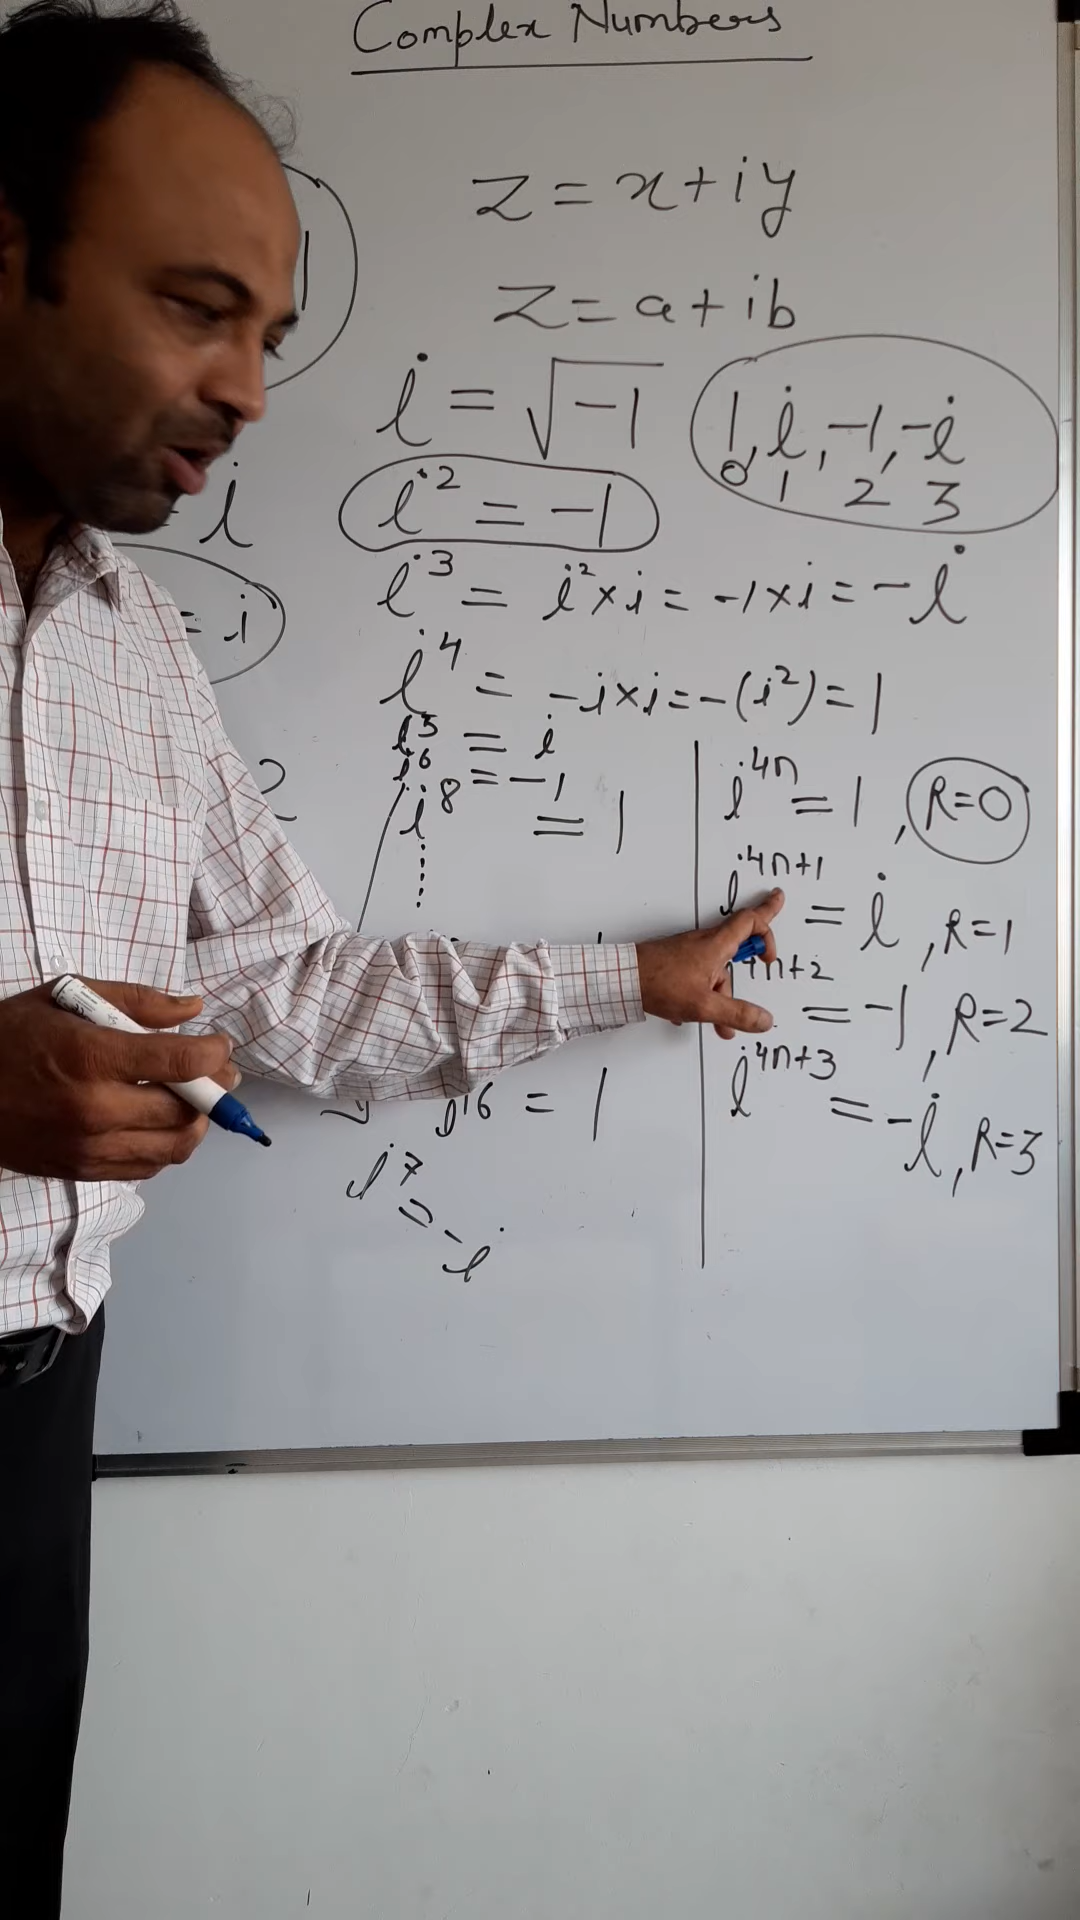 Complex Numbers
z = x + iy
z = a + ib
i = √-1
1, i, -1, -i
0 1 2 3
i² = -1
i
= i
i³ = i² × i = -1 × i = -i
i⁴ = -i × i = -(i²) = 1
i⁵ = i
i⁶ = -1
2
i⁸ = 1
i¹⁶ = 1
i⁷ = -i
i⁴ⁿ = 1, R=0
i⁴ⁿ⁺¹ = i, R=1
4n+2 = -1, R=2
i⁴ⁿ⁺³ = -i, R=3